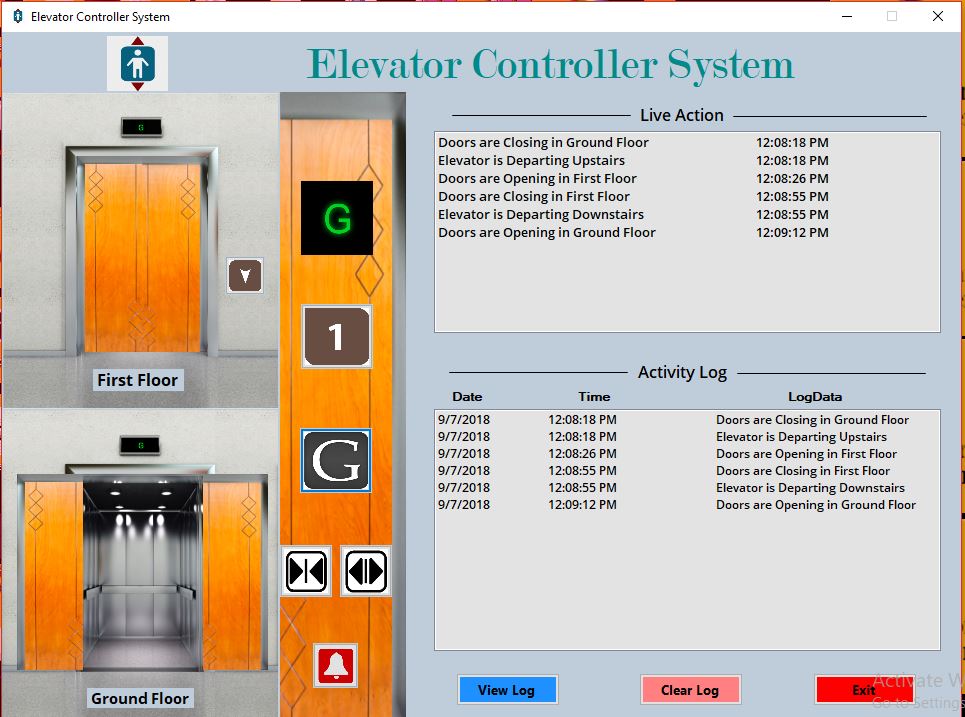 Elevator Controller System
Elevator Controller System
G
First Floor
G
Ground Floor
G
1
G
Live Action
Doors are Closing in Ground Floor 12:08:18 PM
Elevator is Departing Upstairs 12:08:18 PM
Doors are Opening in First Floor 12:08:26 PM
Doors are Closing in First Floor 12:08:55 PM
Elevator is Departing Downstairs 12:08:55 PM
Doors are Opening in Ground Floor 12:09:12 PM
Activity Log
Date Time LogData
9/7/2018 12:08:18 PM Doors are Closing in Ground Floor
9/7/2018 12:08:18 PM Elevator is Departing Upstairs
9/7/2018 12:08:26 PM Doors are Opening in First Floor
9/7/2018 12:08:55 PM Doors are Closing in First Floor
9/7/2018 12:08:55 PM Elevator is Departing Downstairs
9/7/2018 12:09:12 PM Doors are Opening in Ground Floor
View Log
Clear Log
Exit
Activate W
Go to Settings